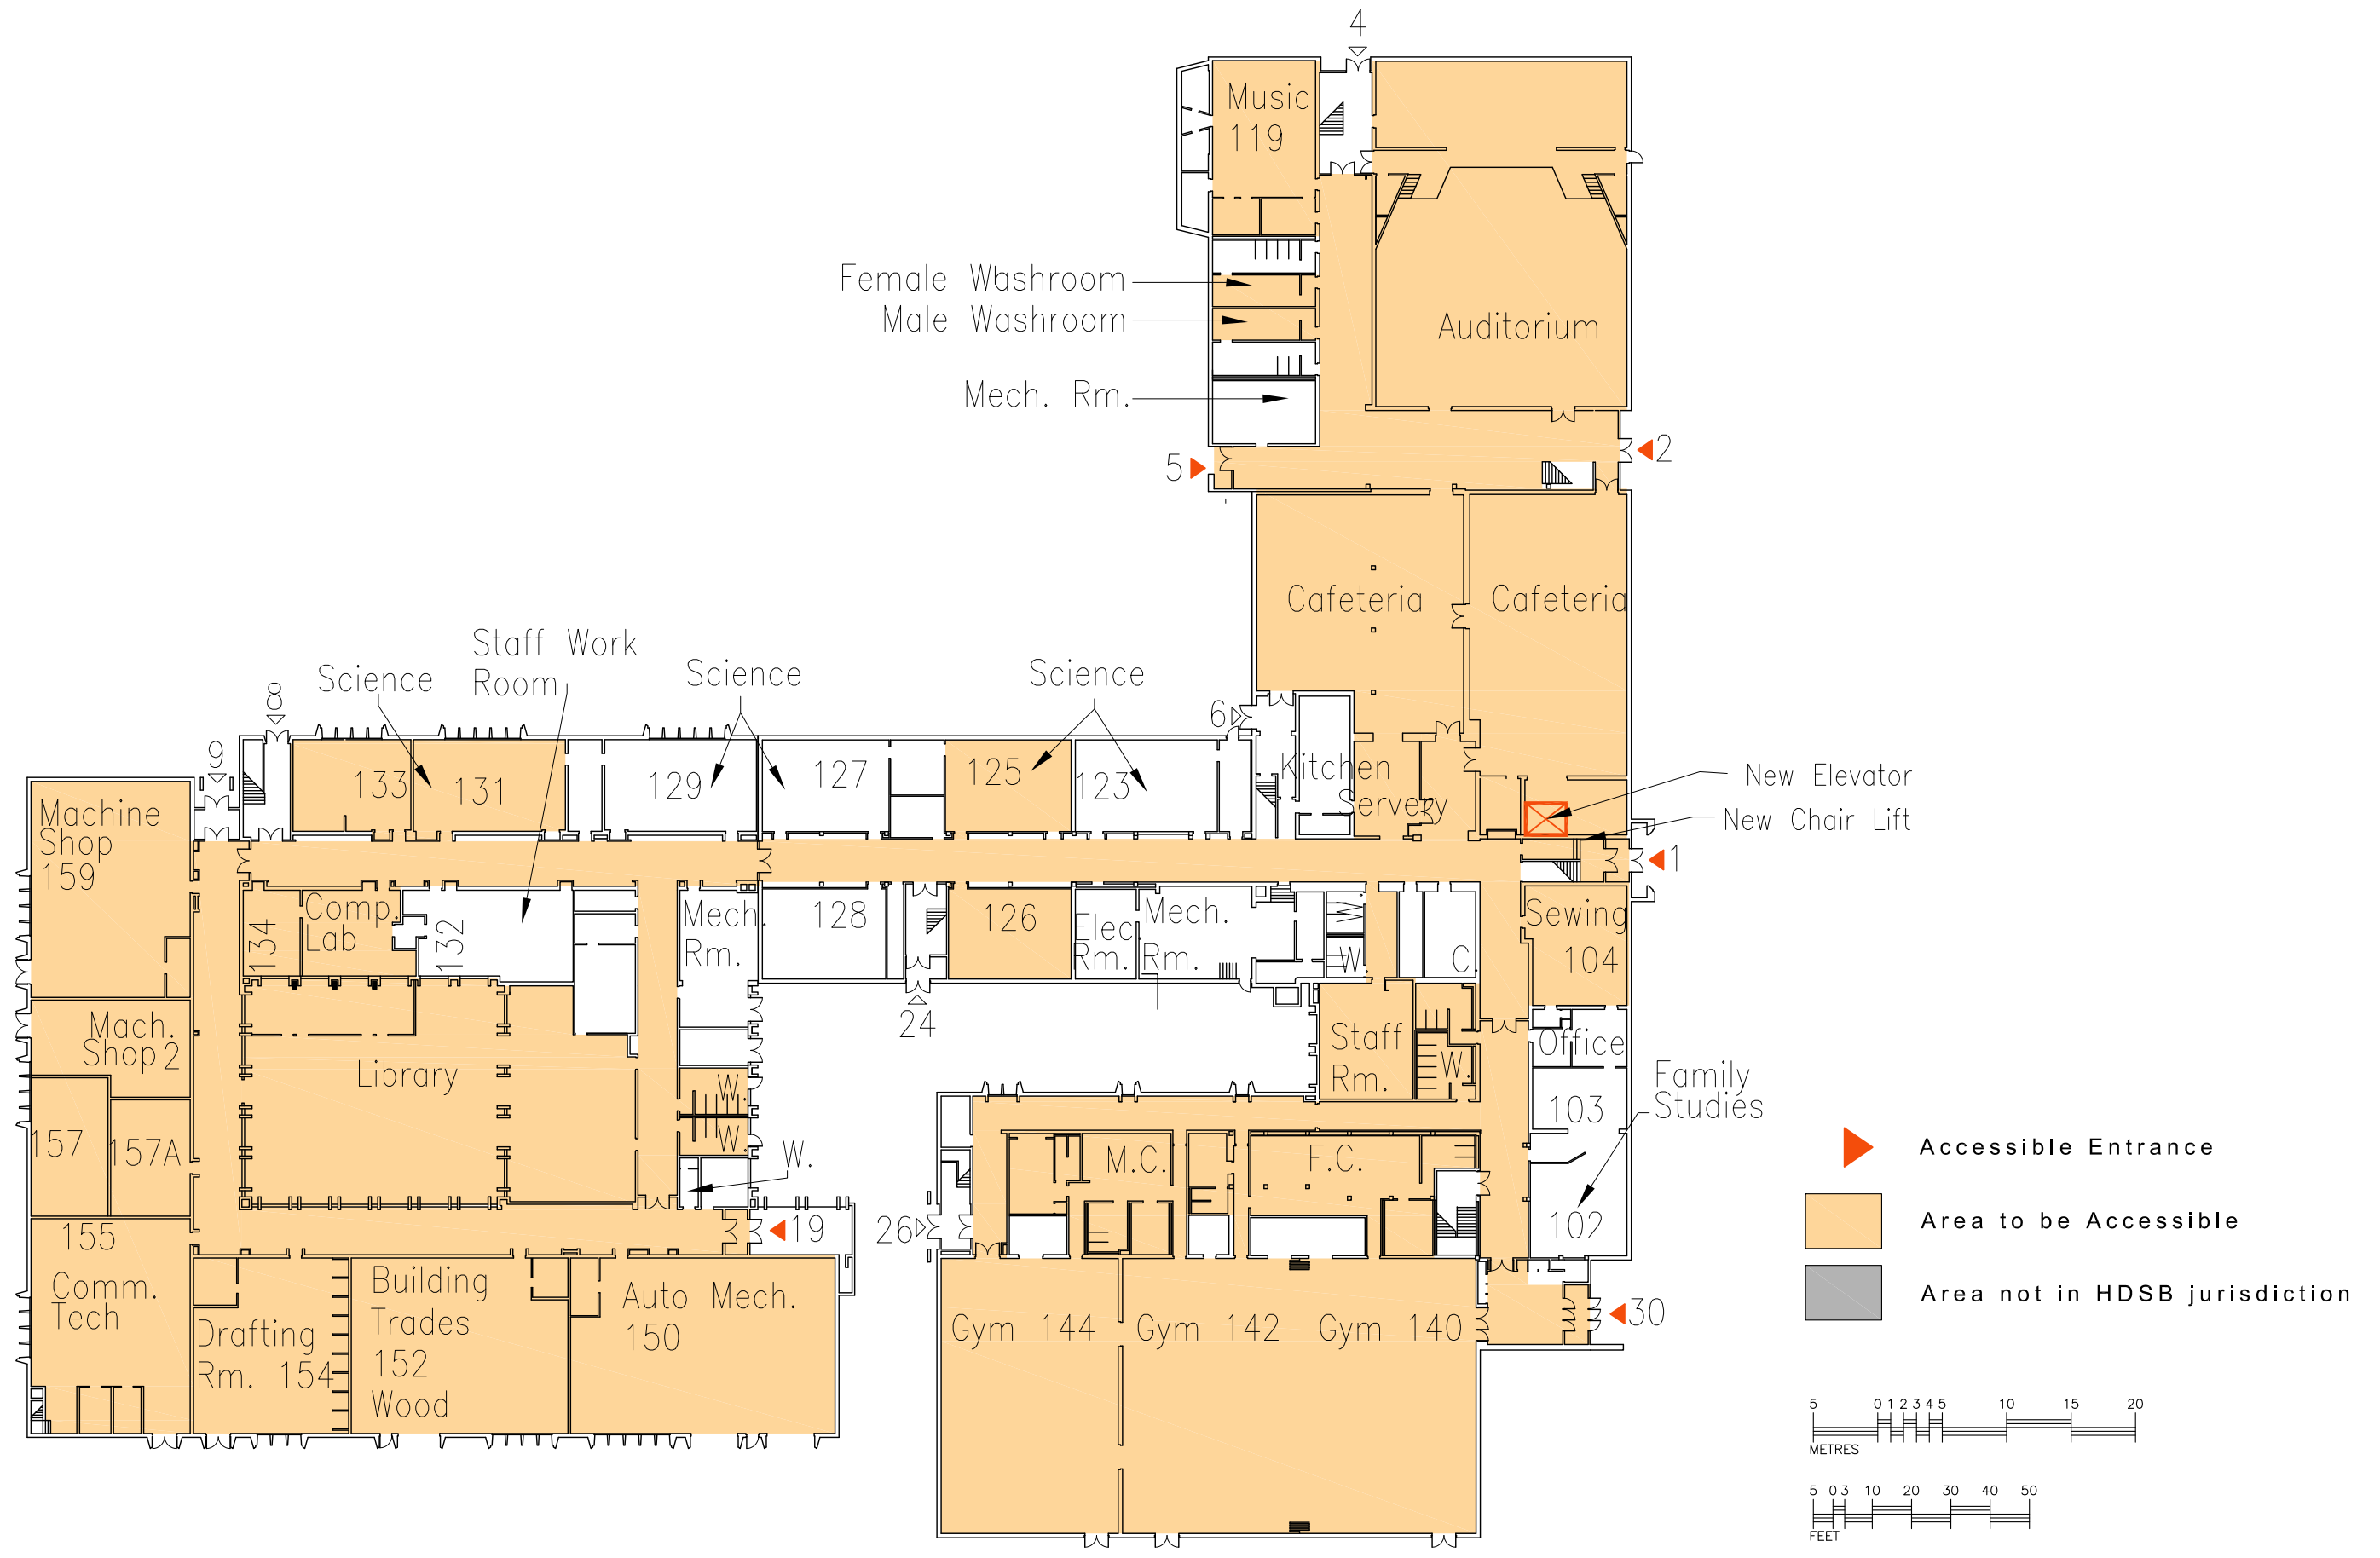 4
Music
119
Female Washroom
Male Washroom
Auditorium
Mech. Rm.
5
2
Cafeteria
Cafeteria
Staff Work
Room
Science
Science
Science
8
6
9
New Elevator
New Chair Lift
Kitchen
Servery
133
131
129
127
125
123
1
Machine
Shop
159
134
Comp.
Lab
132
Mech.
Rm.
128
126
Elec.
Rm.
Mech.
Rm.
W.
W.
C.
Sewing
104
24
Mach.
Shop 2
Library
Staff
Rm.
W.
Office
Family
Studies
103
157
157A
W.
W.
W.
M.C.
F.C.
102
155
Comm.
Tech
19
26
30
Drafting
Rm. 154
Building
Trades
152
Wood
Auto Mech.
150
Gym 144
Gym 142
Gym 140
Accessible Entrance
Area to be Accessible
Area not in HDSB jurisdiction
5 0 1 2 3 4 5 10 15 20
METRES
5 0 3 10 20 30 40 50
FEET